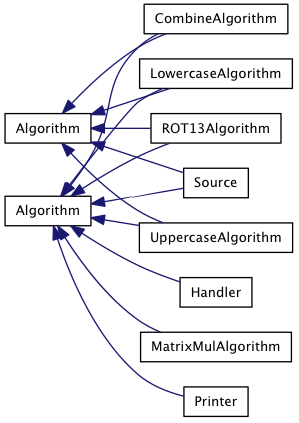 CombineAlgorithm
LowercaseAlgorithm
Algorithm
ROT13Algorithm
Source
Algorithm
UppercaseAlgorithm
Handler
MatrixMulAlgorithm
Printer